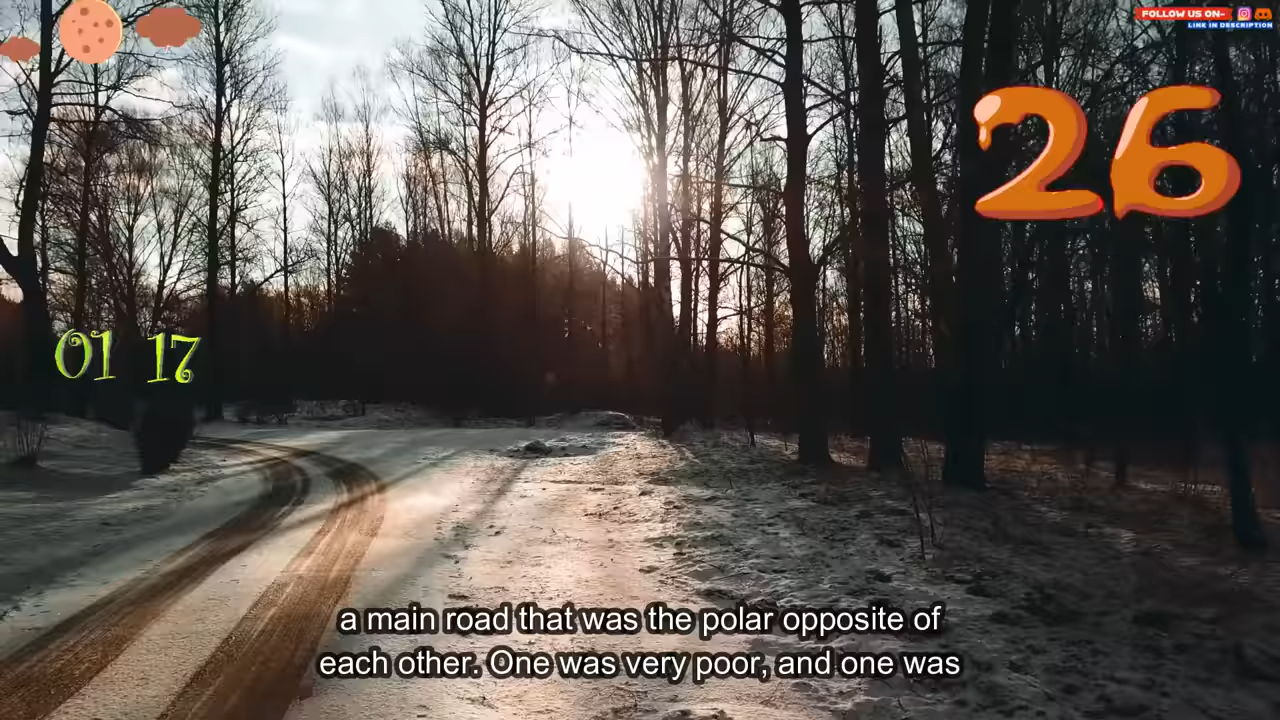 FOLLOW US ON-
LINK IN DESCRIPTION
26
01 17
a main road that was the polar opposite of
each other. One was very poor, and one was